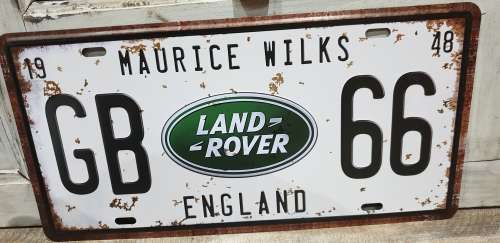 MAURICE WILKS
19 48
GB LAND-ROVER 66
ENGLAND